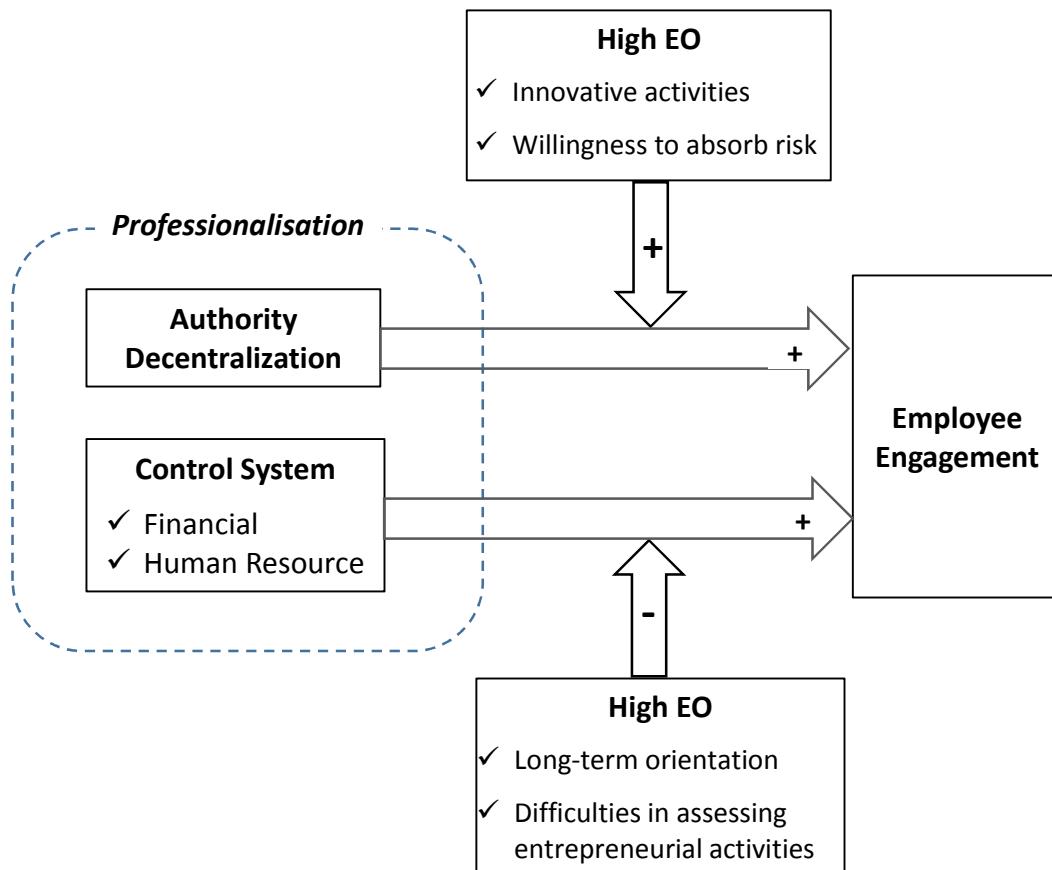 High EO
✓ Innovative activities
✓ Willingness to absorb risk
+
Professionalisation
Authority
Decentralization
+
Control System
✓ Financial
✓ Human Resource
+
Employee
Engagement
-
High EO
✓ Long-term orientation
✓ Difficulties in assessing
entrepreneurial activities